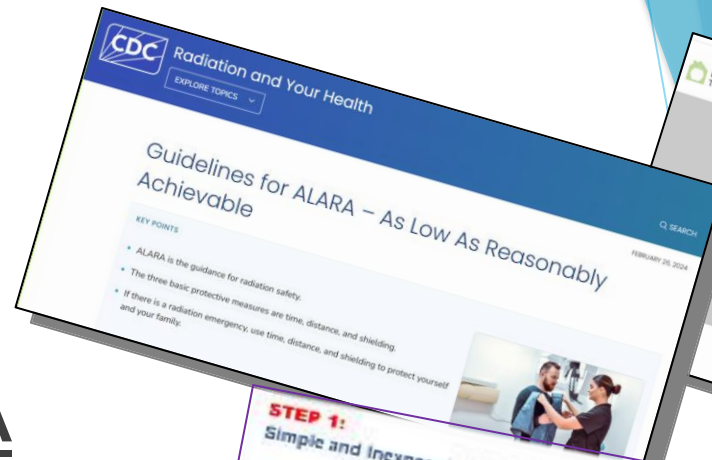 CDC
Radiation and Your Health
EXPLORE TOPICS
SEARCH
FEBRUARY 26, 2024
Guidelines for ALARA – As Low As Reasonably
Achievable
KEY POINTS
• ALARA is the guidance for radiation safety.
• The three basic protective measures are time, distance, and shielding.
• If there is a radiation emergency, use time, distance, and shielding to protect yourself
and your family.
STEP 1:
Simple and